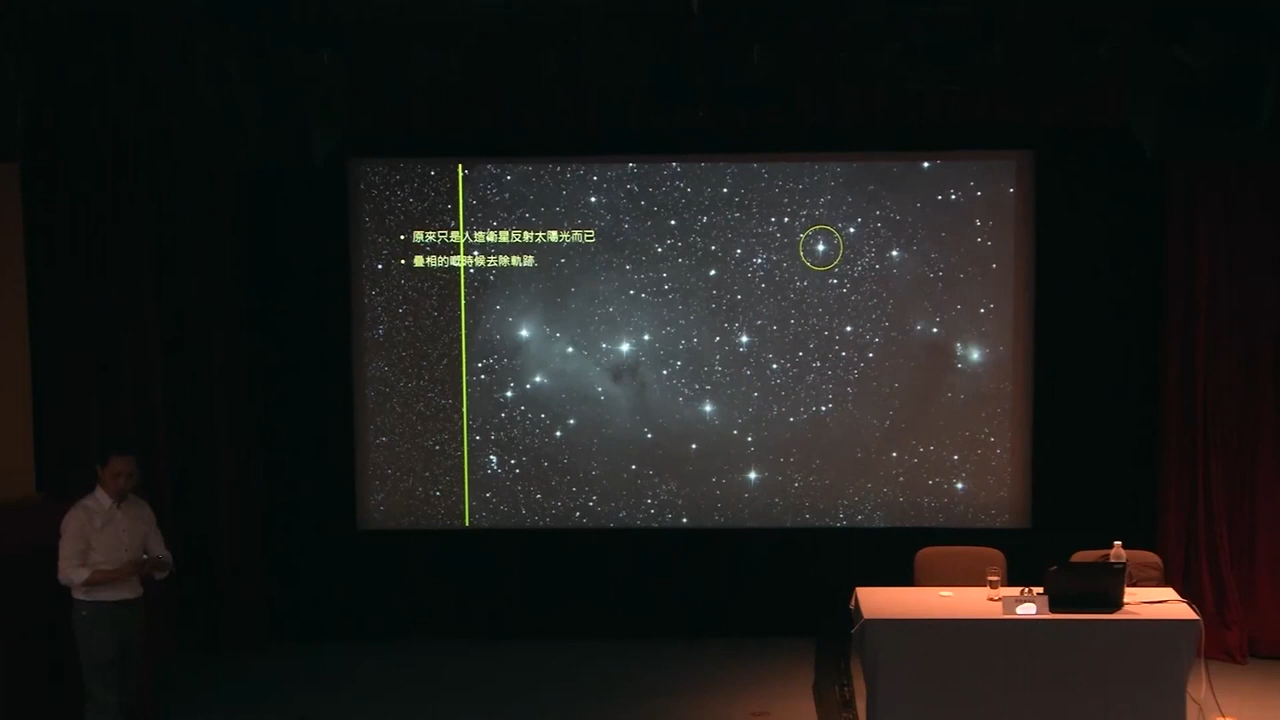 • 原來只是人造衛星反射太陽光而已
• 疊相的嘅時候去除軌跡